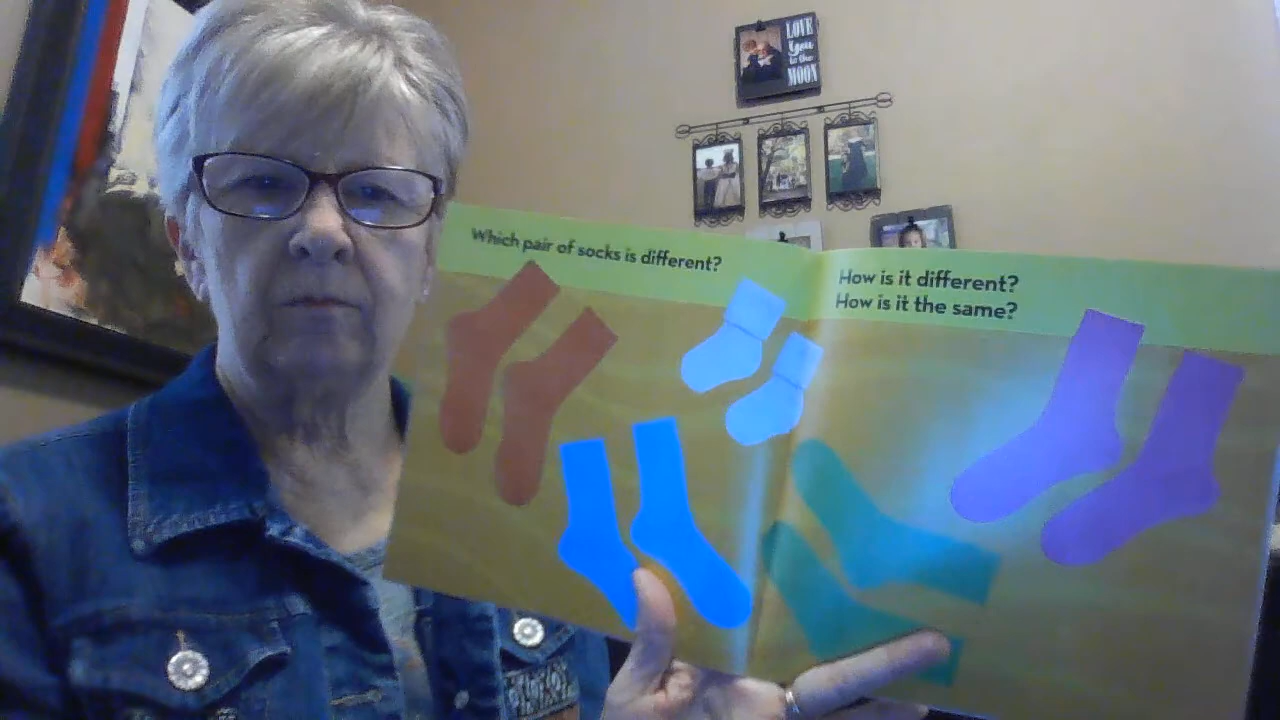 LOVE
You
to the
MOON
Which pair of socks is different?
How is it different?
How is it the same?